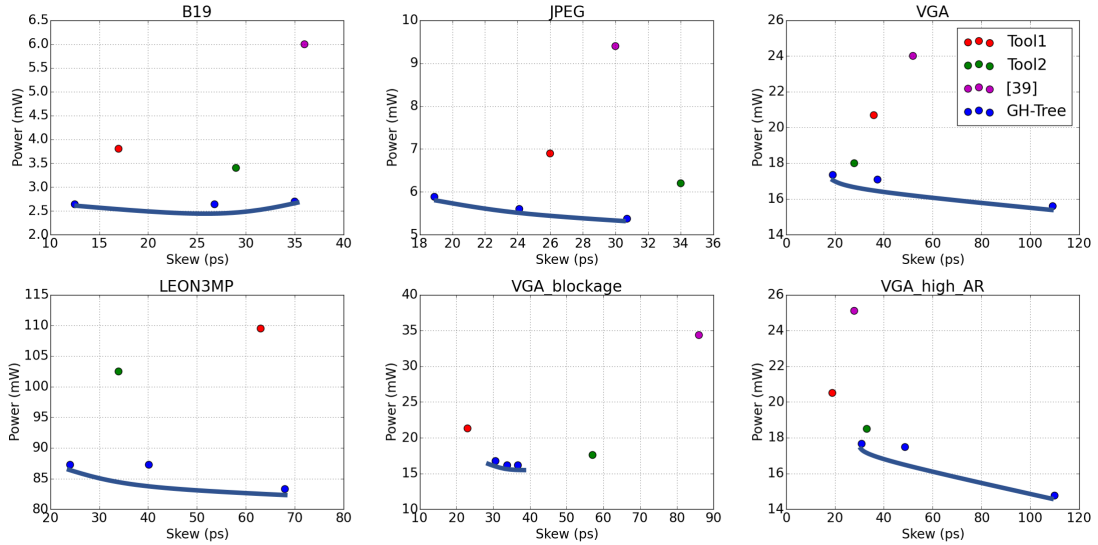 B19
6.5
6.0
5.5
5.0
4.5
4.0
3.5
3.0
2.5
2.0
Power (mW)
10 15 20 25 30 35 40
Skew (ps)
JPEG
10
9
8
7
6
5
Power (mW)
18 20 22 24 26 28 30 32 34 36
Skew (ps)
VGA
26
24
22
20
18
16
14
Power (mW)
0 20 40 60 80 100 120
Skew (ps)
Tool1
Tool2
[39]
GH-Tree
LEON3MP
115
110
105
100
95
90
85
80
Power (mW)
20 30 40 50 60 70 80
Skew (ps)
VGA_blockage
40
35
30
25
20
15
10
Power (mW)
10 20 30 40 50 60 70 80 90
Skew (ps)
VGA_high_AR
26
24
22
20
18
16
14
Power (mW)
0 20 40 60 80 100 120
Skew (ps)